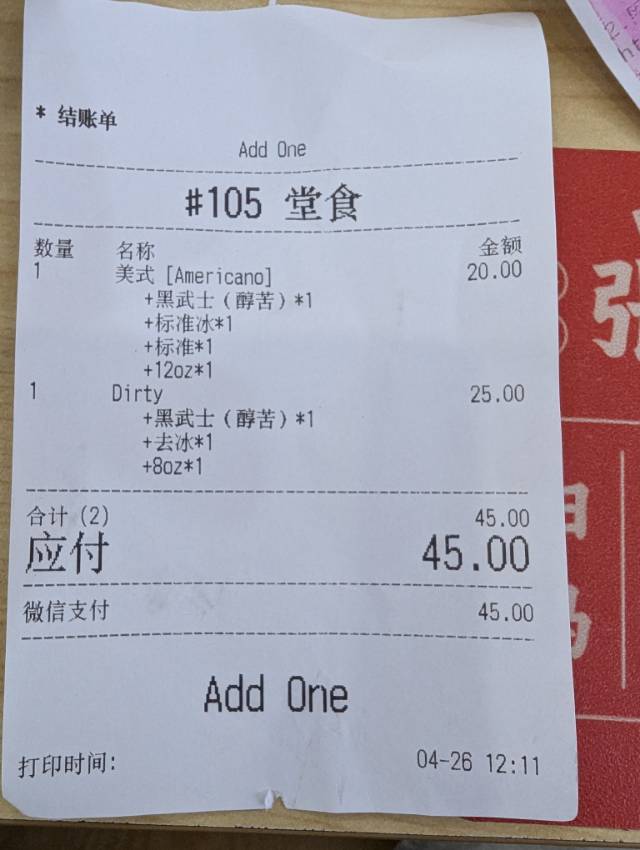 * 结账单
Add One
#105 堂食
数量 名称 金额
1 美式 [Americano] 20.00
+黑武士（醇苦）*1
+标准冰*1
+标准*1
+12oz*1
1 Dirty 25.00
+黑武士（醇苦）*1
+去冰*1
+8oz*1
合计 (2) 45.00
应付 45.00
微信支付 45.00
Add One
打印时间: 04-26 12:11